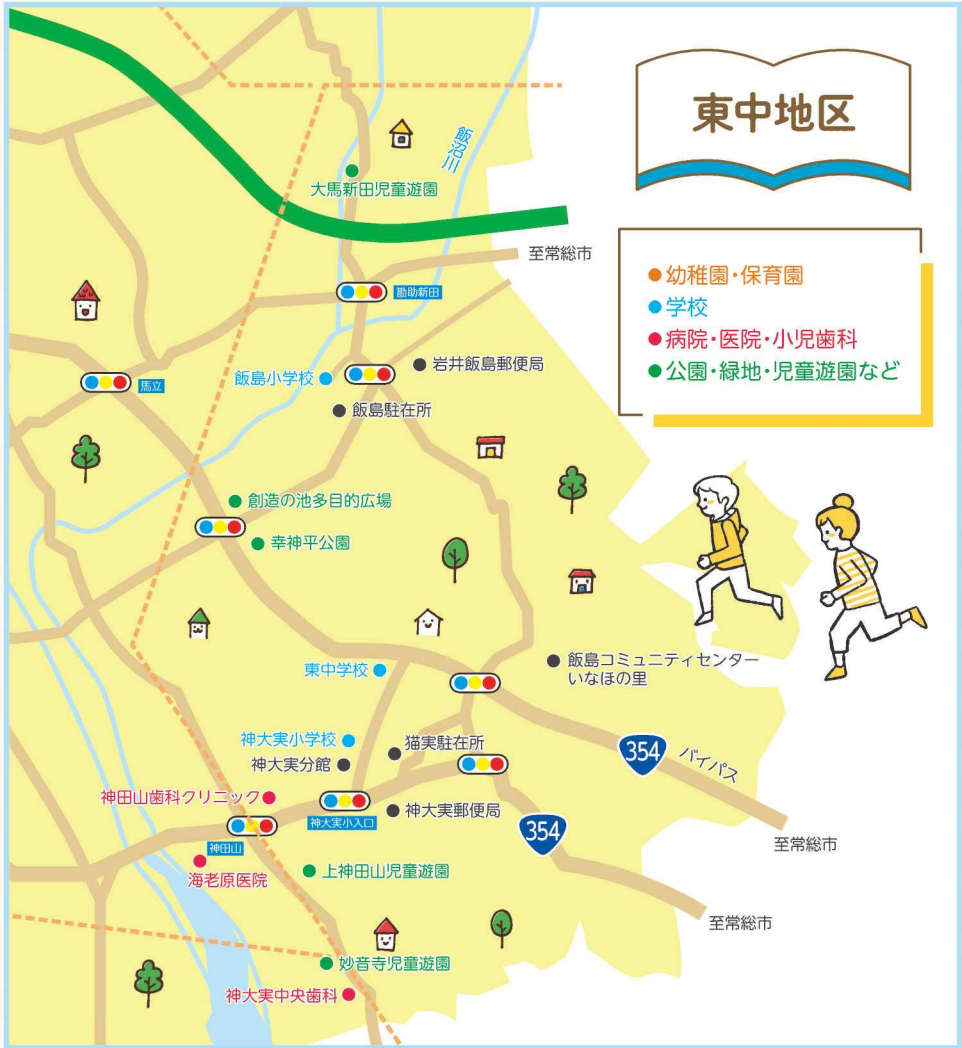 東中地区
飯沼川
大馬新田児童遊園
至常総市
幼稚園・保育園
学校
病院・医院・小児歯科
公園・緑地・児童遊園など
勘助新田
岩井飯島郵便局
飯島小学校
馬立
飯島駐在所
創造の池多目的広場
幸神平公園
東中学校
飯島コミュニティセンター
いなほの里
神大実小学校
猫実駐在所
354
バイパス
神大実分館
神田山歯科クリニック
神大実小入口
神大実郵便局
354
神田山
至常総市
海老原医院
上神田山児童遊園
至常総市
妙音寺児童遊園
神大実中央歯科